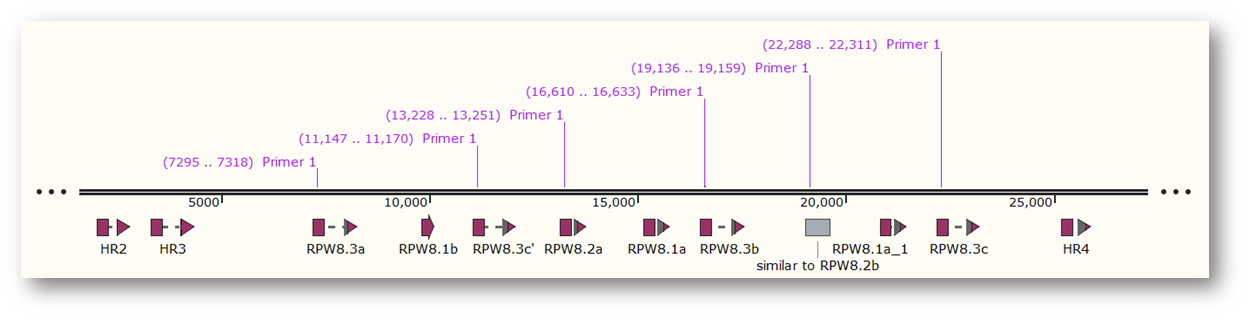 (22,288 .. 22,311) Primer 1
(19,136 .. 19,159) Primer 1
(16,610 .. 16,633) Primer 1
(13,228 .. 13,251) Primer 1
(11,147 .. 11,170) Primer 1
(7295 .. 7318) Primer 1
5000 10,000 15,000 20,000 25,000
HR2 HR3 RPW8.3a RPW8.1b RPW8.3c' RPW8.2a RPW8.1a RPW8.3b RPW8.1a_1 RPW8.3c HR4
similar to RPW8.2b